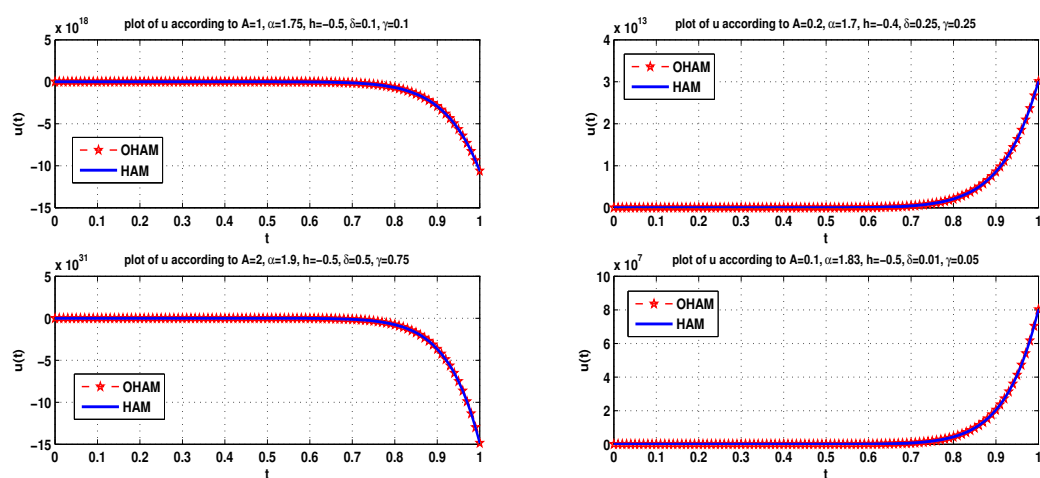 plot of u according to A=1, α=1.75, h=−0.5, δ=0.1, γ=0.1
x 10^18
5
0
−5
−10
−15
u(t)
OHAM
HAM
0 0.1 0.2 0.3 0.4 0.5 0.6 0.7 0.8 0.9 1
t
plot of u according to A=0.2, α=1.7, h=−0.4, δ=0.25, γ=0.25
x 10^13
4
3
2
1
0
u(t)
OHAM
HAM
0 0.1 0.2 0.3 0.4 0.5 0.6 0.7 0.8 0.9 1
t
plot of u according to A=2, α=1.9, h=−0.5, δ=0.5, γ=0.75
x 10^31
5
0
−5
−10
−15
u(t)
OHAM
HAM
0 0.1 0.2 0.3 0.4 0.5 0.6 0.7 0.8 0.9 1
t
plot of u according to A=0.1, α=1.83, h=−0.5, δ=0.01, γ=0.05
x 10^7
10
8
6
4
2
0
u(t)
OHAM
HAM
0 0.1 0.2 0.3 0.4 0.5 0.6 0.7 0.8 0.9 1
t